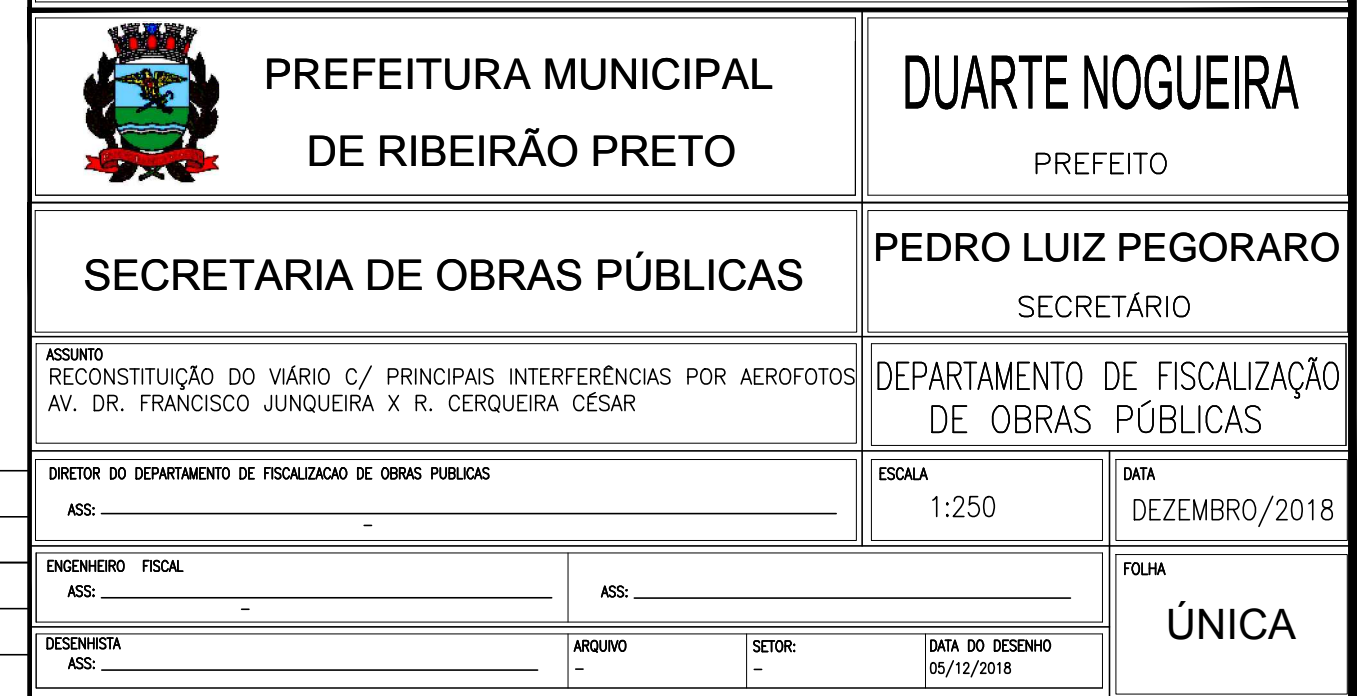 PREFEITURA MUNICIPAL
DE RIBEIRÃO PRETO
DUARTE NOGUEIRA
PREFEITO
SECRETARIA DE OBRAS PÚBLICAS
PEDRO LUIZ PEGORARO
SECRETÁRIO
ASSUNTO
RECONSTITUIÇÃO DO VIÁRIO C/ PRINCIPAIS INTERFERÊNCIAS POR AEROFOTOS
AV. DR. FRANCISCO JUNQUEIRA X R. CERQUEIRA CÉSAR
DEPARTAMENTO DE FISCALIZAÇÃO
DE OBRAS PÚBLICAS
DIRETOR DO DEPARTAMENTO DE FISCALIZACAO DE OBRAS PUBLICAS
ASS:
–
ESCALA
1:250
DATA
DEZEMBRO/2018
ENGENHEIRO FISCAL
ASS:
–
ASS:
FOLHA
ÚNICA
DESENHISTA
ASS:
ARQUIVO
–
SETOR:
–
DATA DO DESENHO
05/12/2018